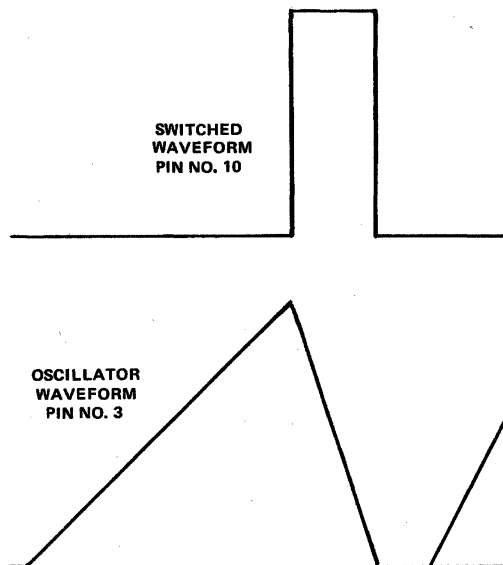 SWITCHED
WAVEFORM
PIN NO. 10
OSCILLATOR
WAVEFORM
PIN NO. 3